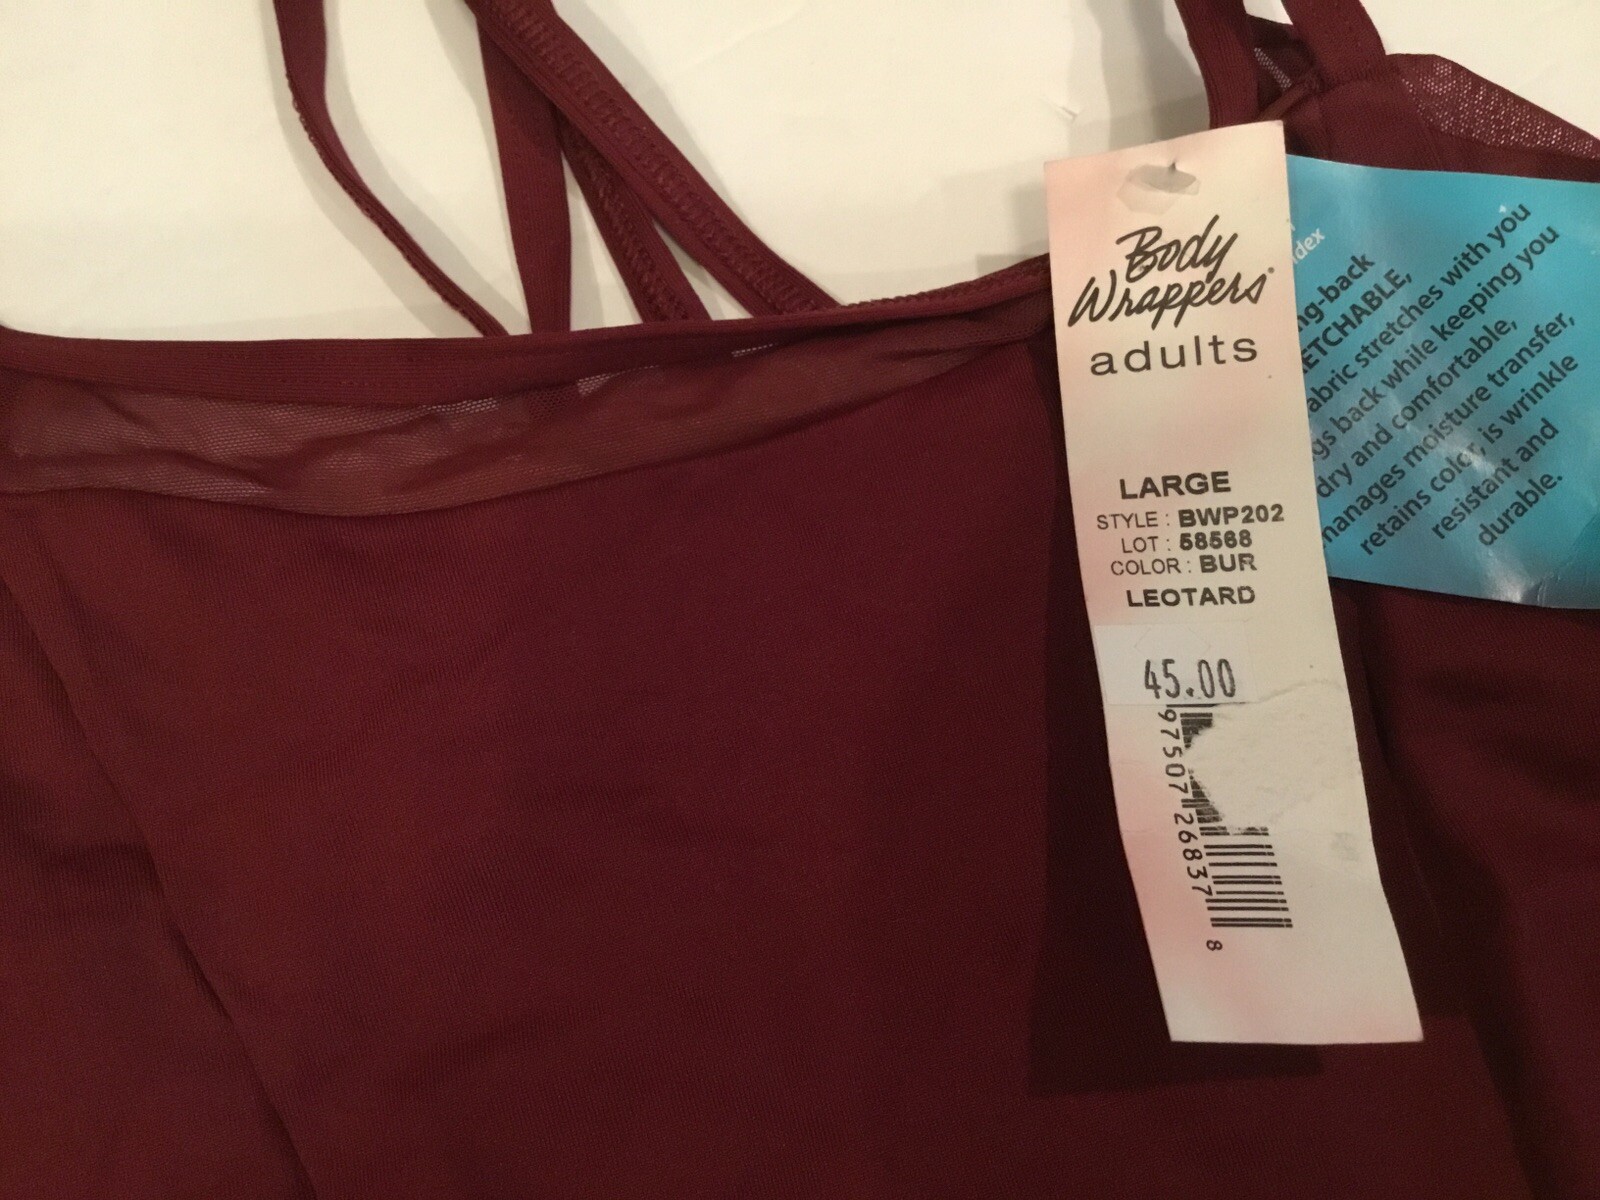 Body
Wrappers®
adults
LARGE
STYLE : BWP202
LOT : 58568
COLOR : BUR
LEOTARD
45.00
97507 26837
8
dex
ng-back
ETCHABLE,
abric stretches with you
gs back while keeping you
dry and comfortable,
manages moisture transfer,
retains color, is wrinkle
resistant and
durable.